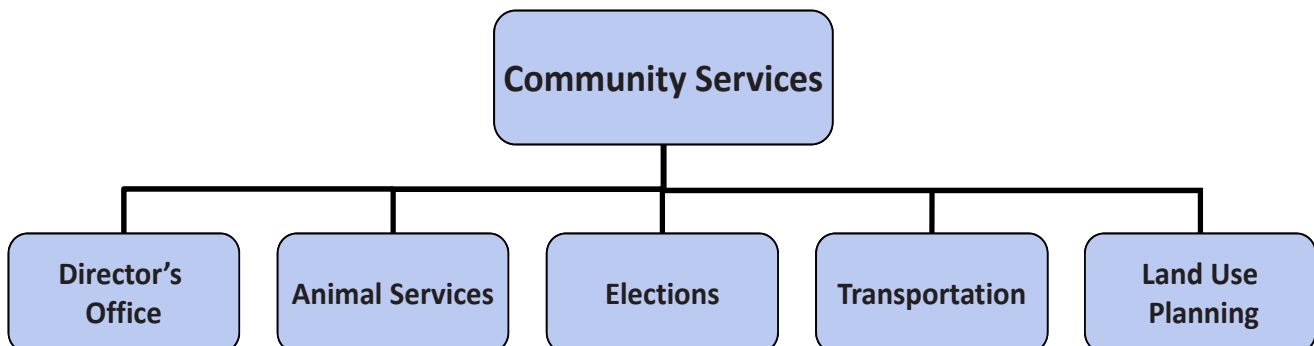 Community Services
Director’s
Office
Animal Services
Elections
Transportation
Land Use
Planning